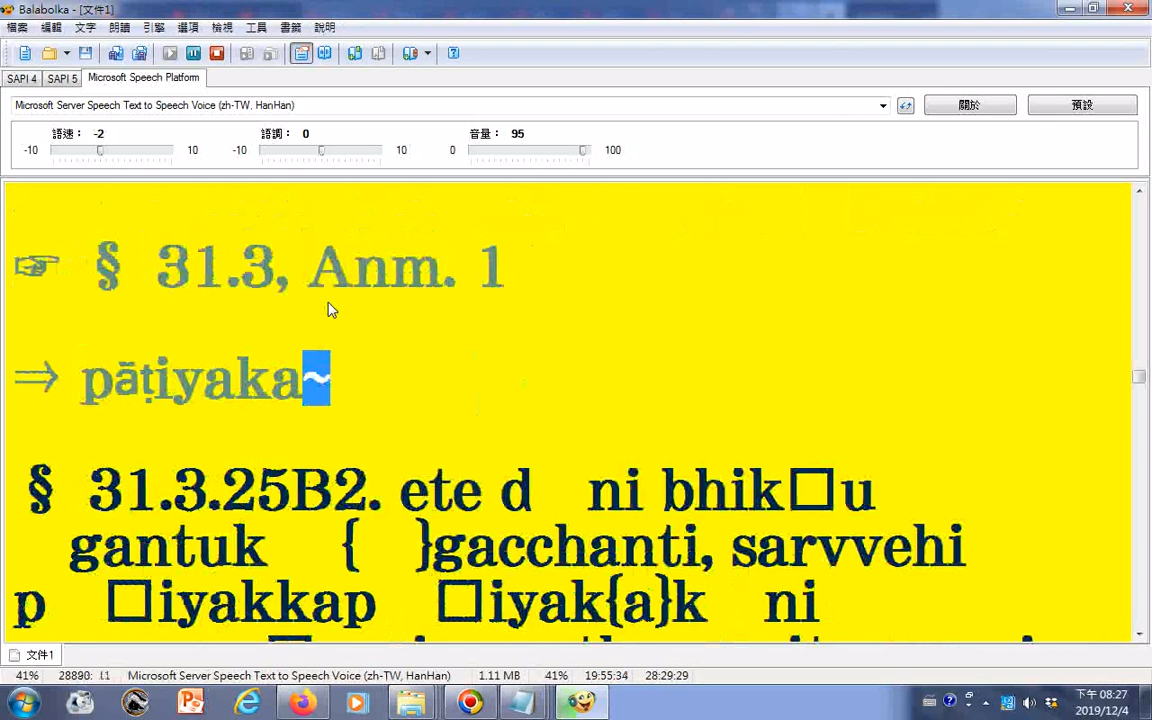 Balabolka - [文件1]
檔案 編輯 文字 朗讀 引擎 選項 檢視 工具 書籤 說明
SAPI 4 SAPI 5 Microsoft Speech Platform
Microsoft Server Speech Text to Speech Voice (zh-TW, HanHan) 關於 預設
語速： -2 語調： 0 音量： 95
-10 10 -10 10 0 100
☞ § 31.3, Anm. 1
⇒ pāṭiyaka~
§ 31.3.25B2. ete d ni bhik□u
gantuk { }gacchanti, sarvvehi
p □iyakkap □iyak{a}k ni
文件1
41% 28890: Microsoft Server Speech Text to Speech Voice (zh-TW, HanHan) 1.11 MB 41% 19:55:34 28:29:29
下午 08:27
2019/12/4